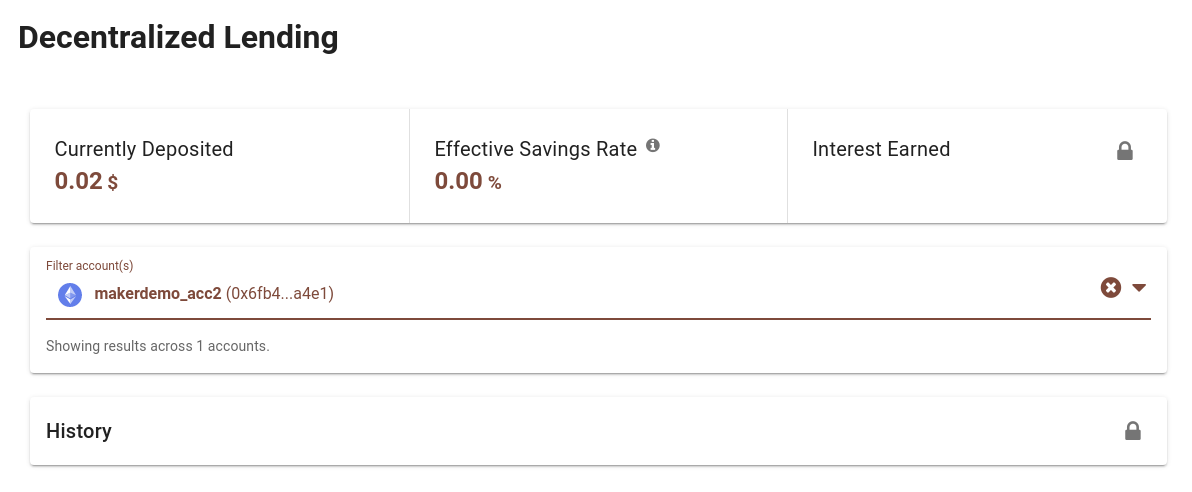 Decentralized Lending
Currently Deposited
0.02 $
Effective Savings Rate
0.00 %
Interest Earned
Filter account(s)
makerdemo_acc2 (0x6fb4...a4e1)
Showing results across 1 accounts.
History